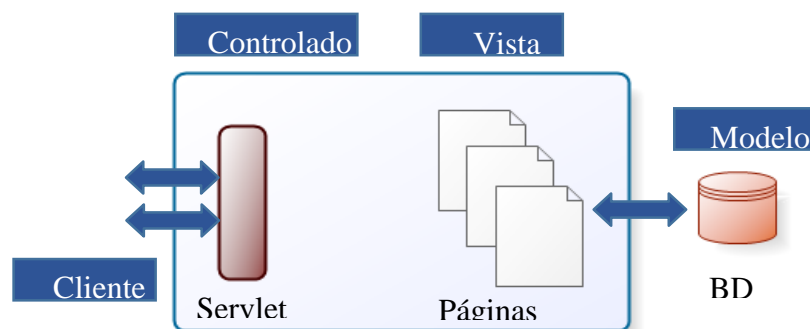 Controlado
Vista
Modelo
Cliente
Servlet
Páginas
BD